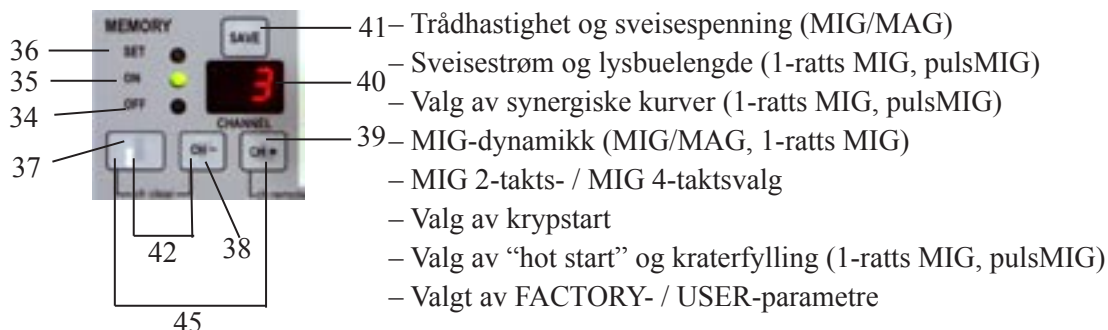 MEMORY
SET
ON
OFF
SAVE
3
CHANNEL
CH −
CH +
36
35
34
37
41
40
39
38
42
45
– Trådhastighet og sveisespenning (MIG/MAG)
– Sveisestrøm og lysbuelengde (1-ratts MIG, pulsMIG)
– Valg av synergiske kurver (1-ratts MIG, pulsMIG)
– MIG-dynamikk (MIG/MAG, 1-ratts MIG)
– MIG 2-takts- / MIG 4-taktsvalg
– Valg av krypstart
– Valg av “hot start” og kraterfylling (1-ratts MIG, pulsMIG)
– Valgt av FACTORY- / USER-parametre